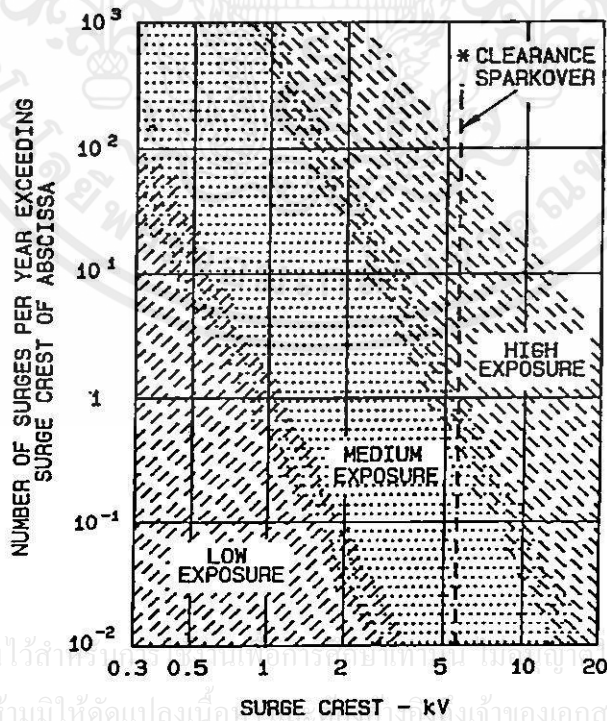 NUMBER OF SURGES PER YEAR EXCEEDING
SURGE CREST OF ABSCISSA
10³
10²
10¹
1
10⁻¹
10⁻²
* CLEARANCE
SPARKOVER
HIGH
EXPOSURE
MEDIUM
EXPOSURE
LOW
EXPOSURE
0.3 0.5 1 2 5 10 20
SURGE CREST - kV